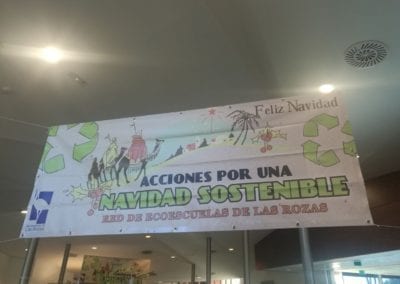 Feliz Navidad
ACCIONES POR UNA
NAVIDAD SOSTENIBLE
RED DE ECOESCUELAS DE LAS ROZAS